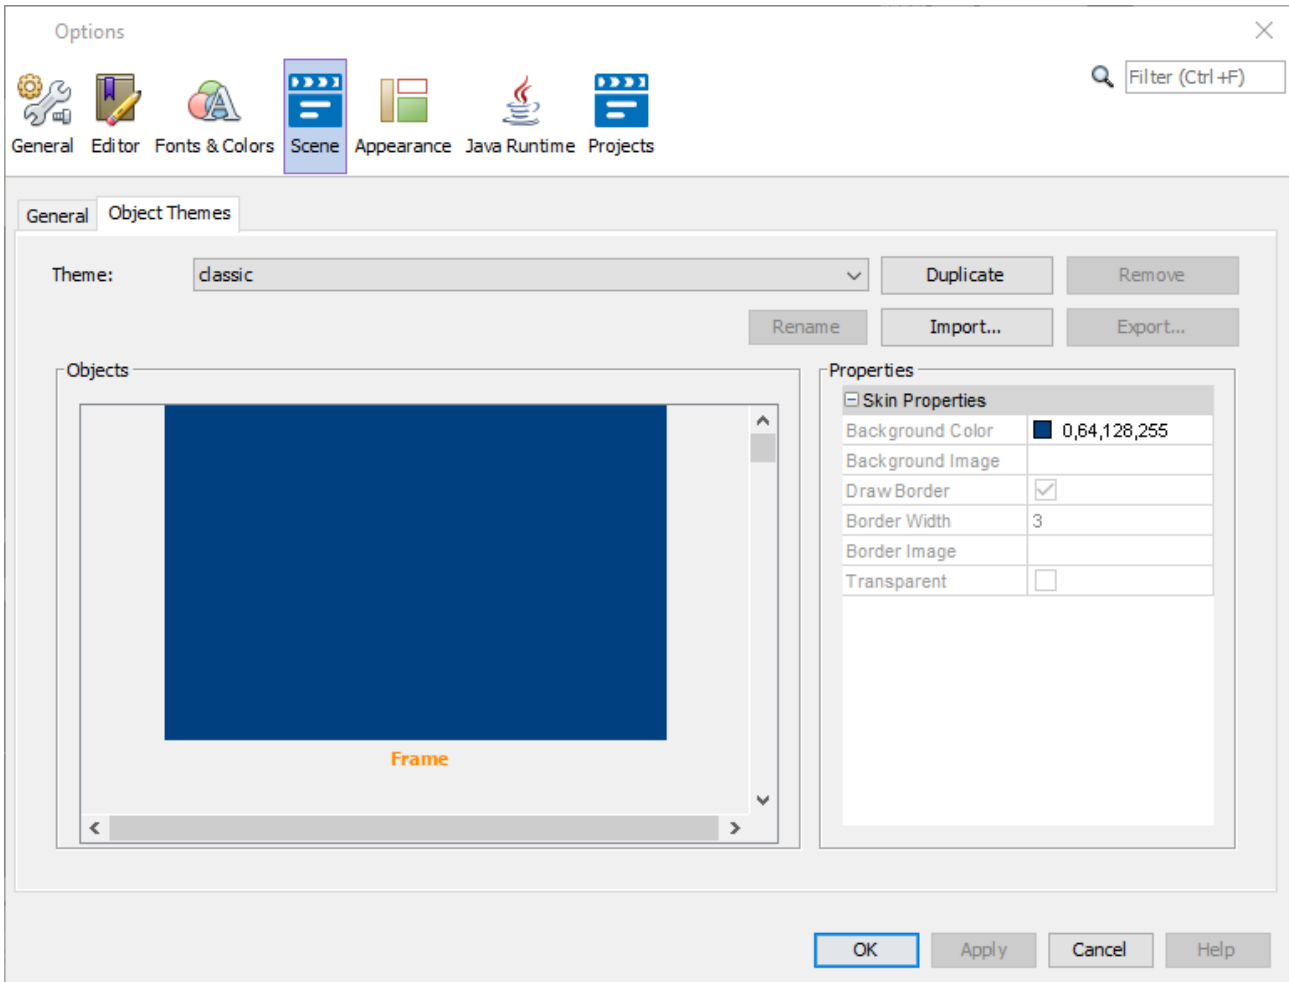 Options
Filter (Ctrl+F)
General Editor Fonts & Colors Scene Appearance Java Runtime Projects
General Object Themes
Theme: classic Duplicate Remove
Rename Import... Export...
Objects
Frame
Properties
Skin Properties
Background Color 0,64,128,255
Background Image
Draw Border
Border Width 3
Border Image
Transparent
OK Apply Cancel Help